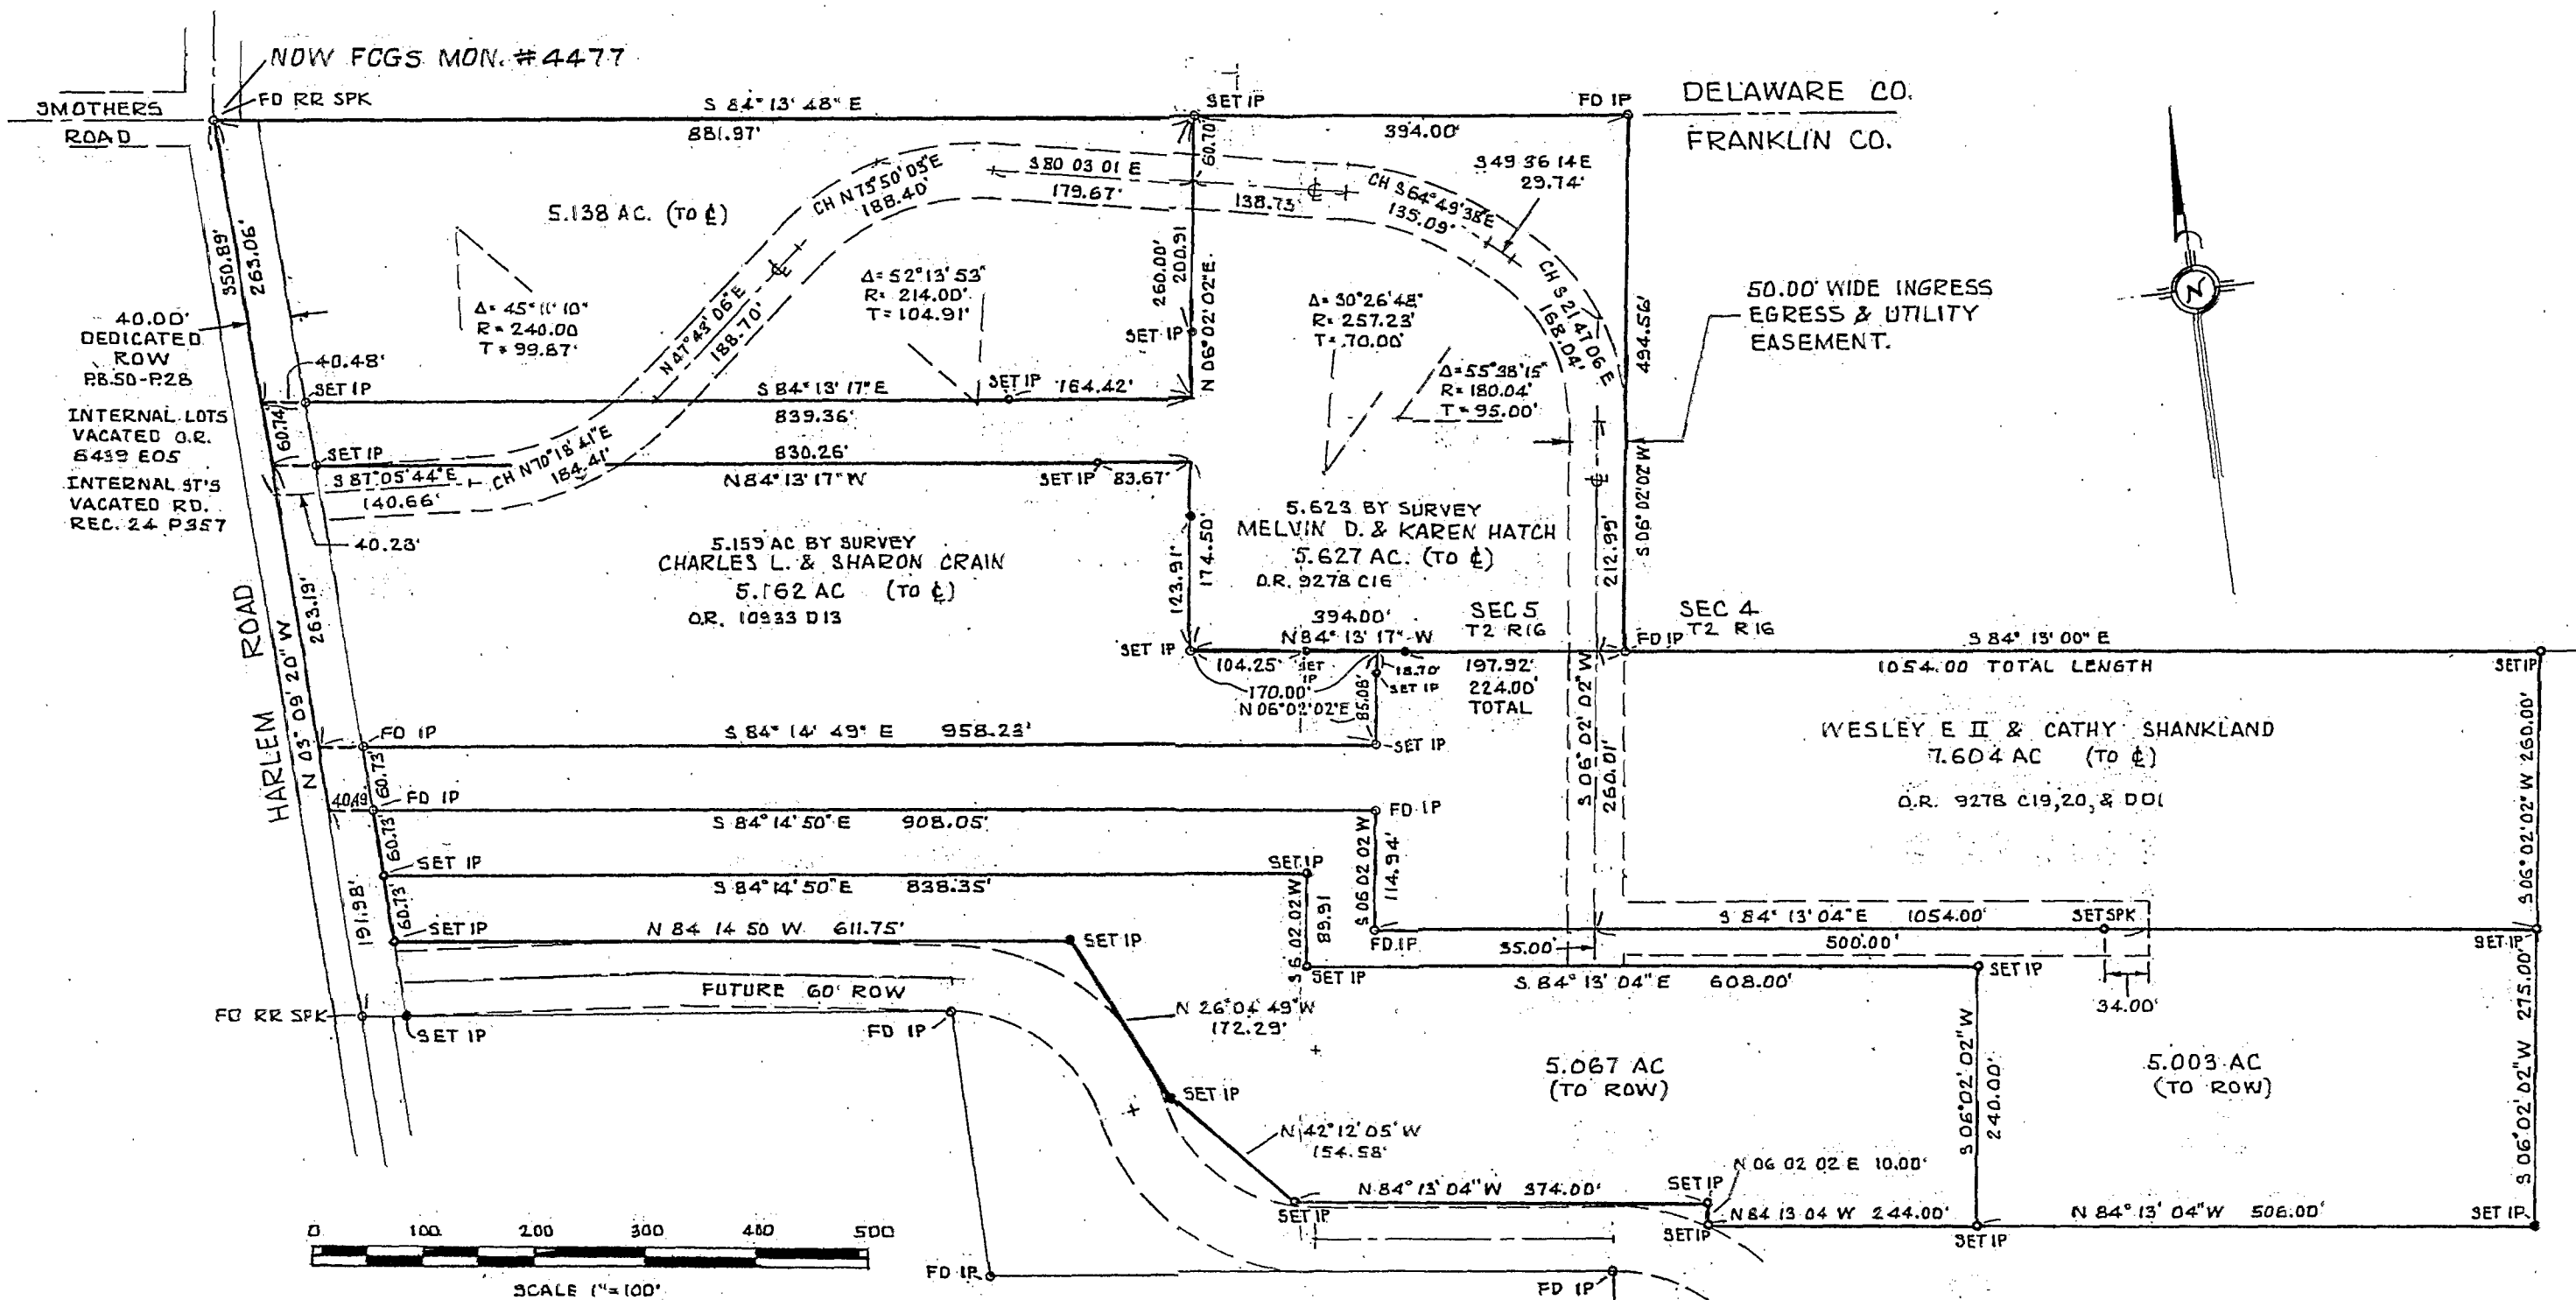 NOW FCGS MON. #4477
SMOTHERS
ROAD
FD RR SPK
S 84° 13' 48" E
881.97'
SET IP
FD IP
394.00'
DELAWARE CO.
FRANKLIN CO.
60.70'
S 80 03 01 E
179.67'
138.73'
CH N 75° 50' 03" E
188.40'
CH S 64° 49' 38" E
135.09'
S 49 36 14 E
29.74'
5.138 AC. (TO ℄)
350.89'
263.06'
40.00'
DEDICATED
ROW
P.B. 50-P.28
40.48'
SET IP
INTERNAL LOTS
VACATED O.R.
8439 E05
INTERNAL ST'S
VACATED RD.
REC. 24 P357
Δ= 45° 11' 10"
R= 240.00
T= 99.87'
N 47° 43' 06" E
188.70'
℄
Δ= 52° 13' 53"
R= 214.00'
T= 104.91'
260.00'
200.91
N 06° 02' 02" E.
SET IP
Δ= 30° 26' 48"
R= 257.23'
T= 70.00'
CH S 21 47 06 E
168.04'
Δ= 55° 38' 15"
R= 180.04'
T= 95.00'
494.56'
50.00' WIDE INGRESS
EGRESS & UTILITY
EASEMENT.
N
S 84° 13' 17" E
839.36'
SET IP 164.42'
60.74'
SET IP
S 87° 05' 44" E
140.66'
CH N 70° 18' 41" E
184.41'
830.26'
N 84° 13' 17" W
SET IP 83.67'
40.23'
5.159 AC BY SURVEY
CHARLES L. & SHARON CRAIN
5.162 AC (TO ℄)
O.R. 10933 D13
5.623 BY SURVEY
MELVIN D. & KAREN HATCH
5.627 AC. (TO ℄)
O.R. 9278 C16
123.91'
174.50'
212.99'
S 06° 02' 02" W
HARLEM ROAD
N 03° 09' 20" W
263.19'
394.00'
N 84° 13' 17" W
SEC 5
T2 R16
SEC 4
T2 R16
SET IP
104.25'
SET
IP
18.70'
SET IP
170.00'
N 06° 02' 02" E
85.08'
197.92'
224.00'
TOTAL
FD IP
S 84° 13' 00" E
1054.00 TOTAL LENGTH
SET IP
S 06° 02' 02" W
260.01'
WESLEY E II & CATHY SHANKLAND
7.604 AC (TO ℄)
O.R. 9278 C19,20, & D01
S 06° 02' 02" W 260.00'
FD IP
S 84° 14' 49" E 958.23'
SET IP
60.73'
40.49'
FD IP
S 84° 14' 50" E 908.05'
FD IP
60.73'
SET IP
S 84° 14' 50" E 838.35'
SET IP
S 06 02 02 W
114.94'
S 6 02 02 W
89.91
191.98'
60.73'
SET IP
N 84 14 50 W 611.75'
SET IP
FD IP
35.00'
S 84° 13' 04" E 1054.00'
500.00'
SET SPK
SET IP
SET IP
S 84° 13' 04" E 608.00'
SET IP
34.00'
FUTURE 60' ROW
FD RR SPK
SET IP
FD IP
N 26° 04' 49" W
172.29'
5.067 AC
(TO ROW)
S 06° 02' 02" W
240.00'
5.003 AC
(TO ROW)
S 06° 02' 02" W 275.00'
SET IP
N 42° 12' 05" W
154.58'
N 84° 13' 04" W 374.00'
SET IP
SET IP
N 06 02 02 E 10.00'
SET IP
N 84 13 04 W 244.00'
SET IP
N 84° 13' 04" W 506.00'
SET IP
0 100 200 300 400 500
SCALE 1"=100'
FD IP
FD IP